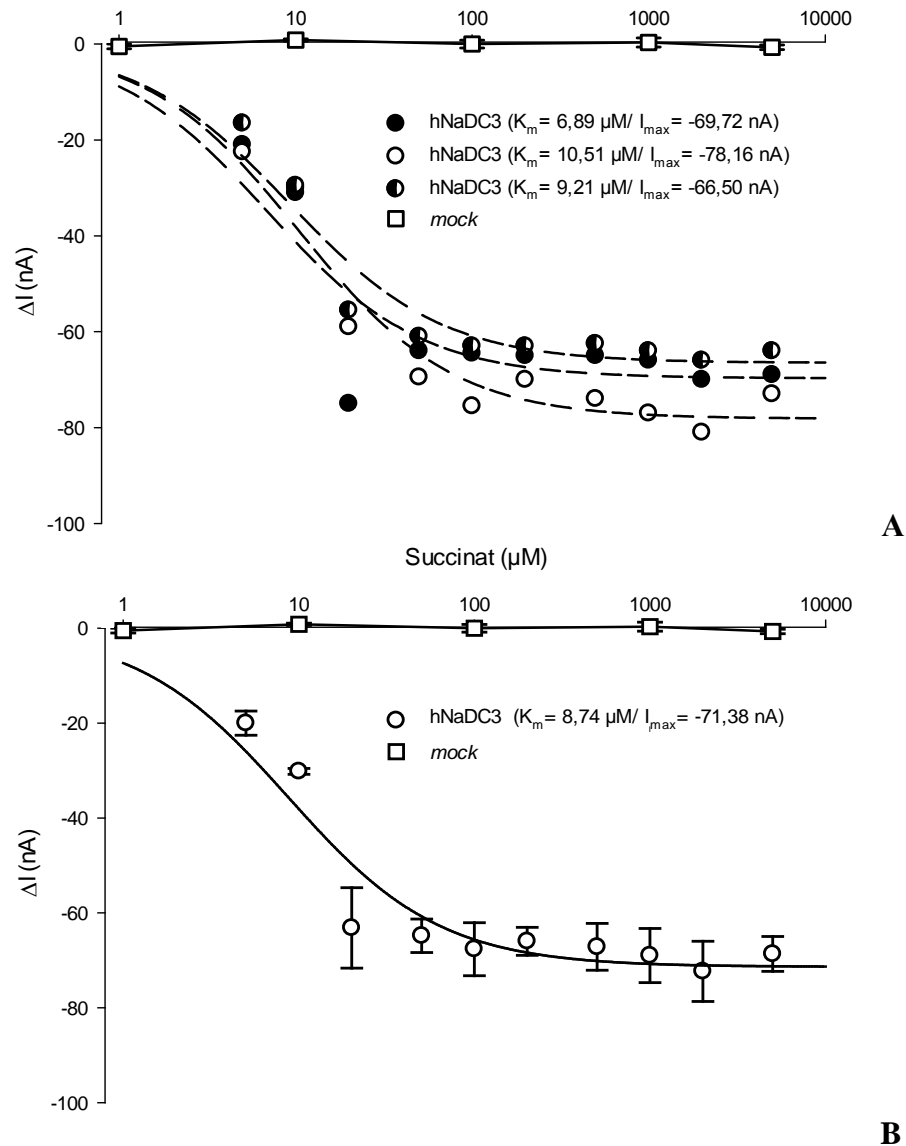 1 10 100 1000 10000
0
-20
-40
-60
-80
-100
ΔI (nA)
hNaDC3 (Km= 6,89 µM/ Imax= -69,72 nA)
hNaDC3 (Km= 10,51 µM/ Imax= -78,16 nA)
hNaDC3 (Km= 9,21 µM/ Imax= -66,50 nA)
mock
A
Succinat (µM)
1 10 100 1000 10000
0
-20
-40
-60
-80
-100
ΔI (nA)
hNaDC3 (Km= 8,74 µM/ Imax= -71,38 nA)
mock
B